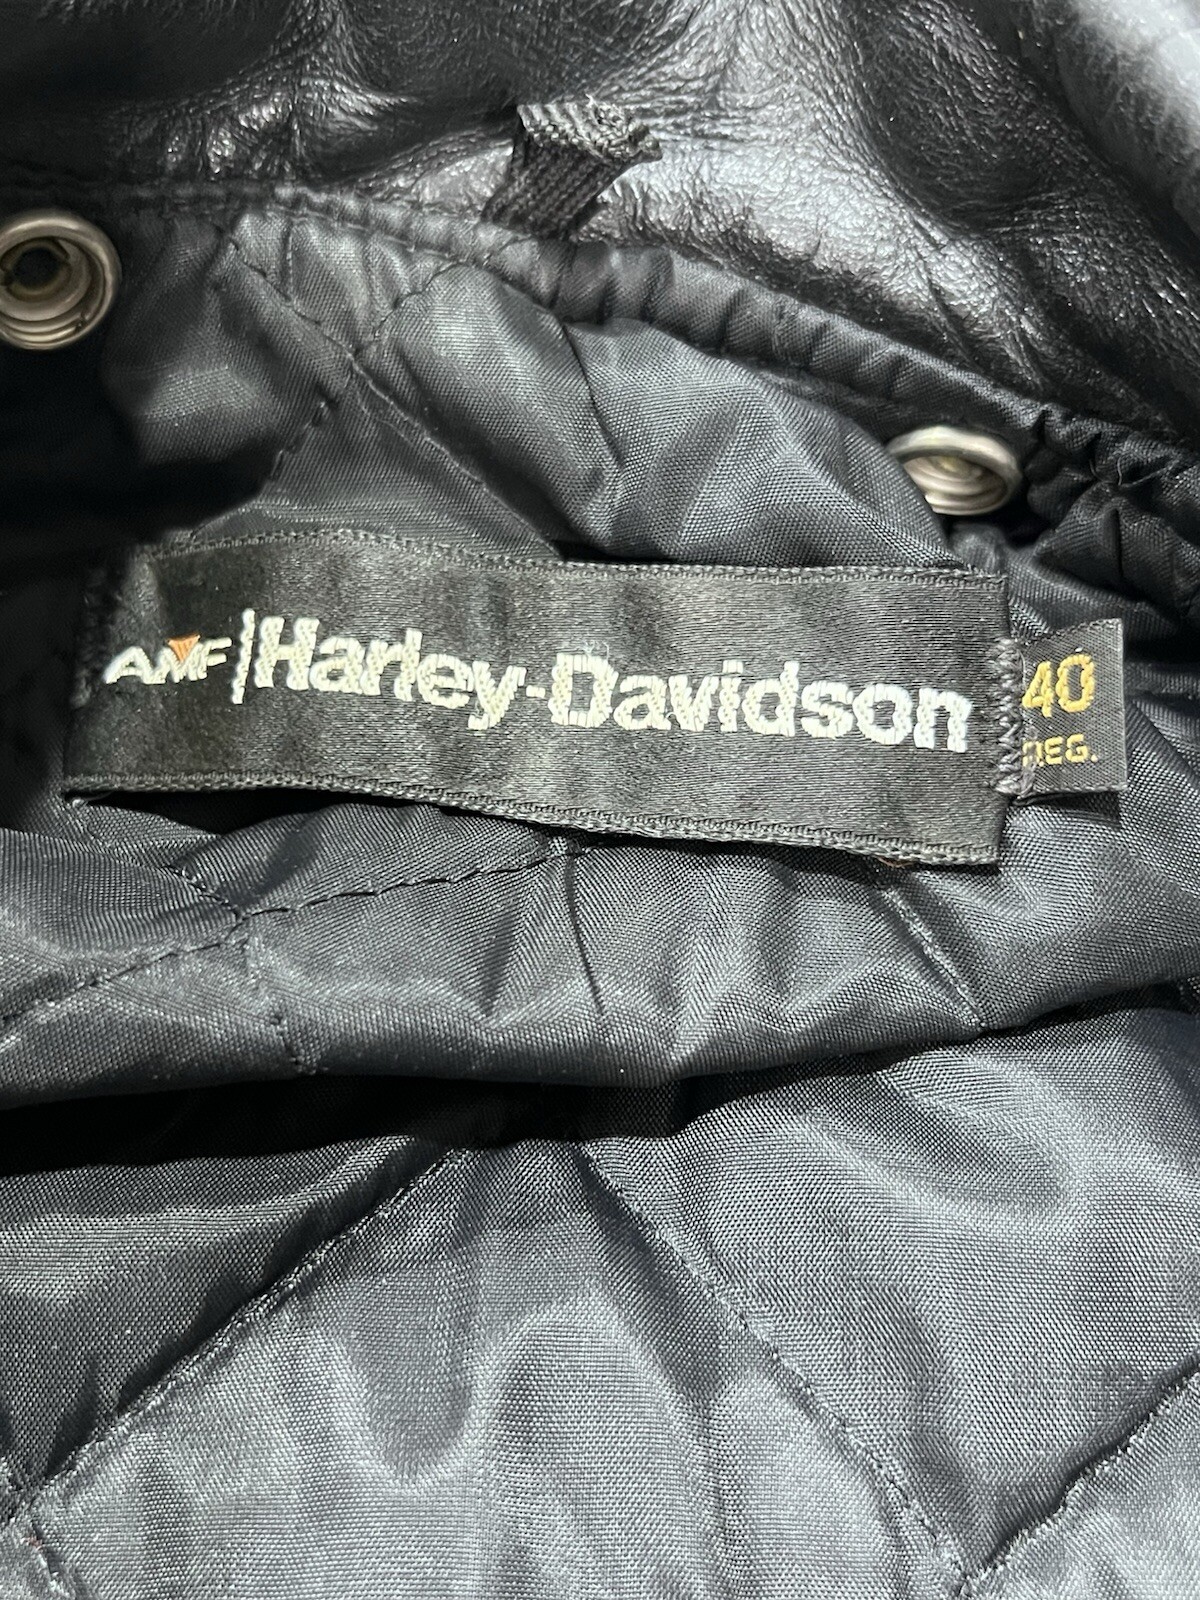 AMF | Harley-Davidson
40
REG.